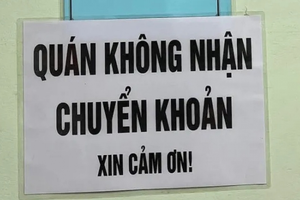 QUÁN KHÔNG NHẬN
CHUYỂN KHOẢN
XIN CẢM ƠN!